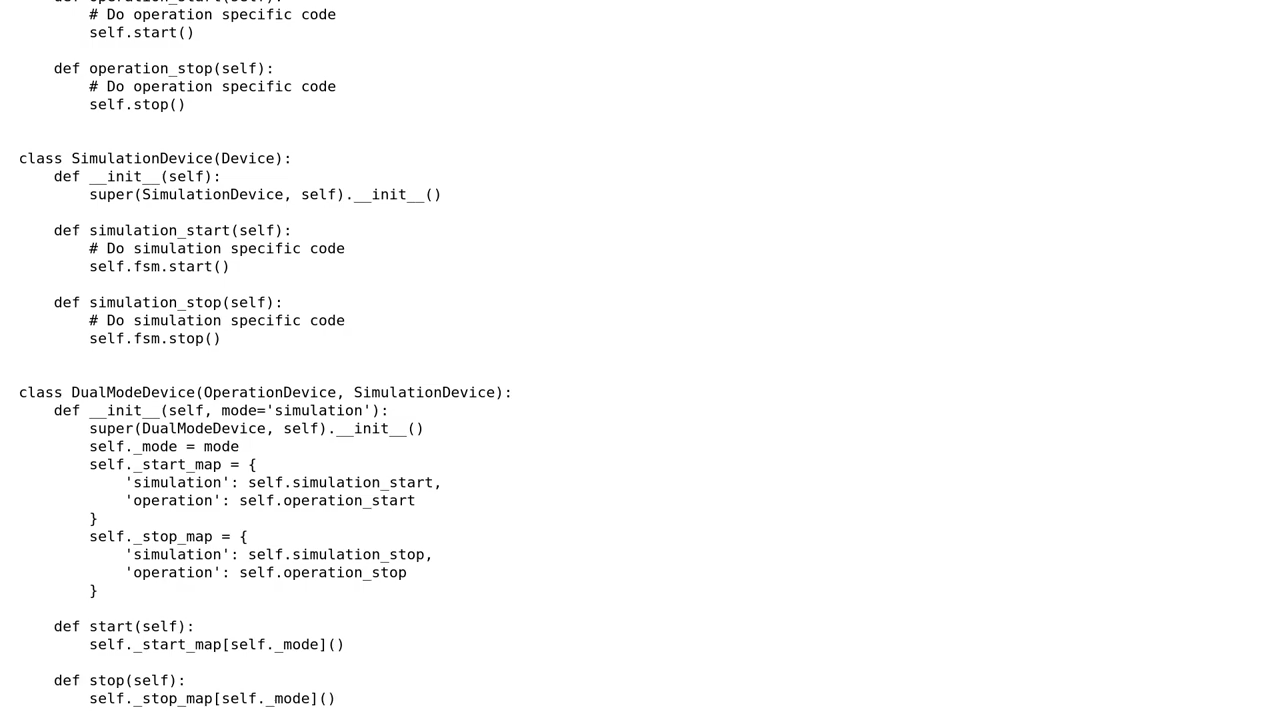 def operation_start(self):
        # Do operation specific code
        self.start()

    def operation_stop(self):
        # Do operation specific code
        self.stop()


class SimulationDevice(Device):
    def __init__(self):
        super(SimulationDevice, self).__init__()

    def simulation_start(self):
        # Do simulation specific code
        self.fsm.start()

    def simulation_stop(self):
        # Do simulation specific code
        self.fsm.stop()


class DualModeDevice(OperationDevice, SimulationDevice):
    def __init__(self, mode='simulation'):
        super(DualModeDevice, self).__init__()
        self._mode = mode
        self._start_map = {
            'simulation': self.simulation_start,
            'operation': self.operation_start
        }
        self._stop_map = {
            'simulation': self.simulation_stop,
            'operation': self.operation_stop
        }

    def start(self):
        self._start_map[self._mode]()

    def stop(self):
        self._stop_map[self._mode]()